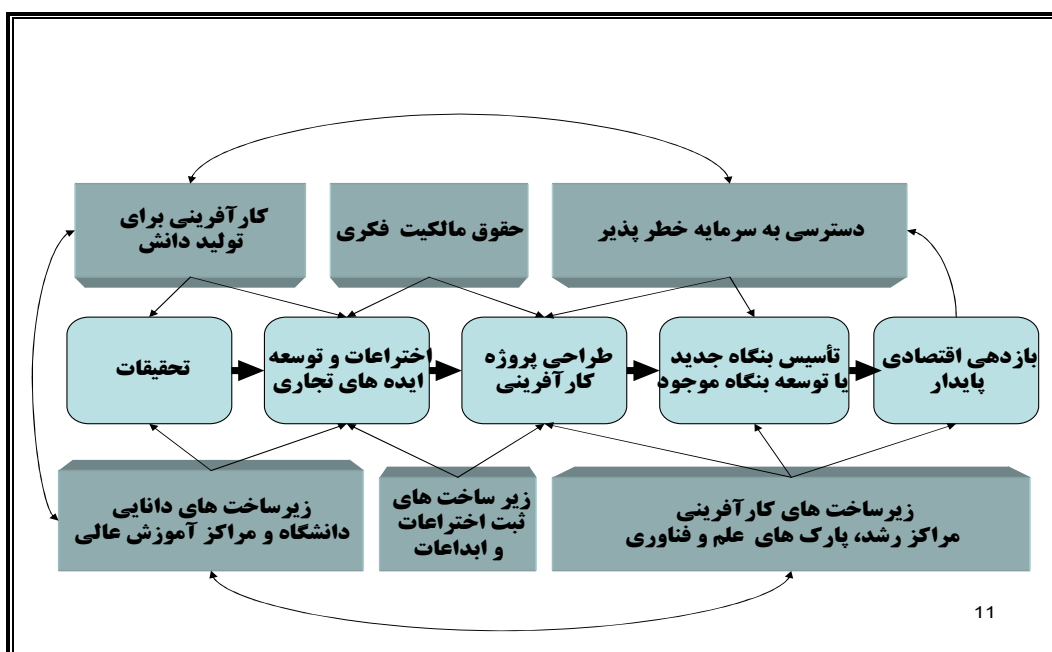 کارآفرینی برای
تولید دانش
حقوق مالکیت فکری
دسترسی به سرمایه خطر پذیر
تحقیقات
اختراعات و توسعه
ایده های تجاری
طراحی پروژه
کارآفرینی
تأسیس بنگاه جدید
یا توسعه بنگاه موجود
بازدهی اقتصادی
پایدار
زیرساخت های دانایی
دانشگاه و مراکز آموزش عالی
زیر ساخت های
ثبت اختراعات
و ابداعات
زیرساخت های کارآفرینی
مراکز رشد، پارک های علم و فناوری
11